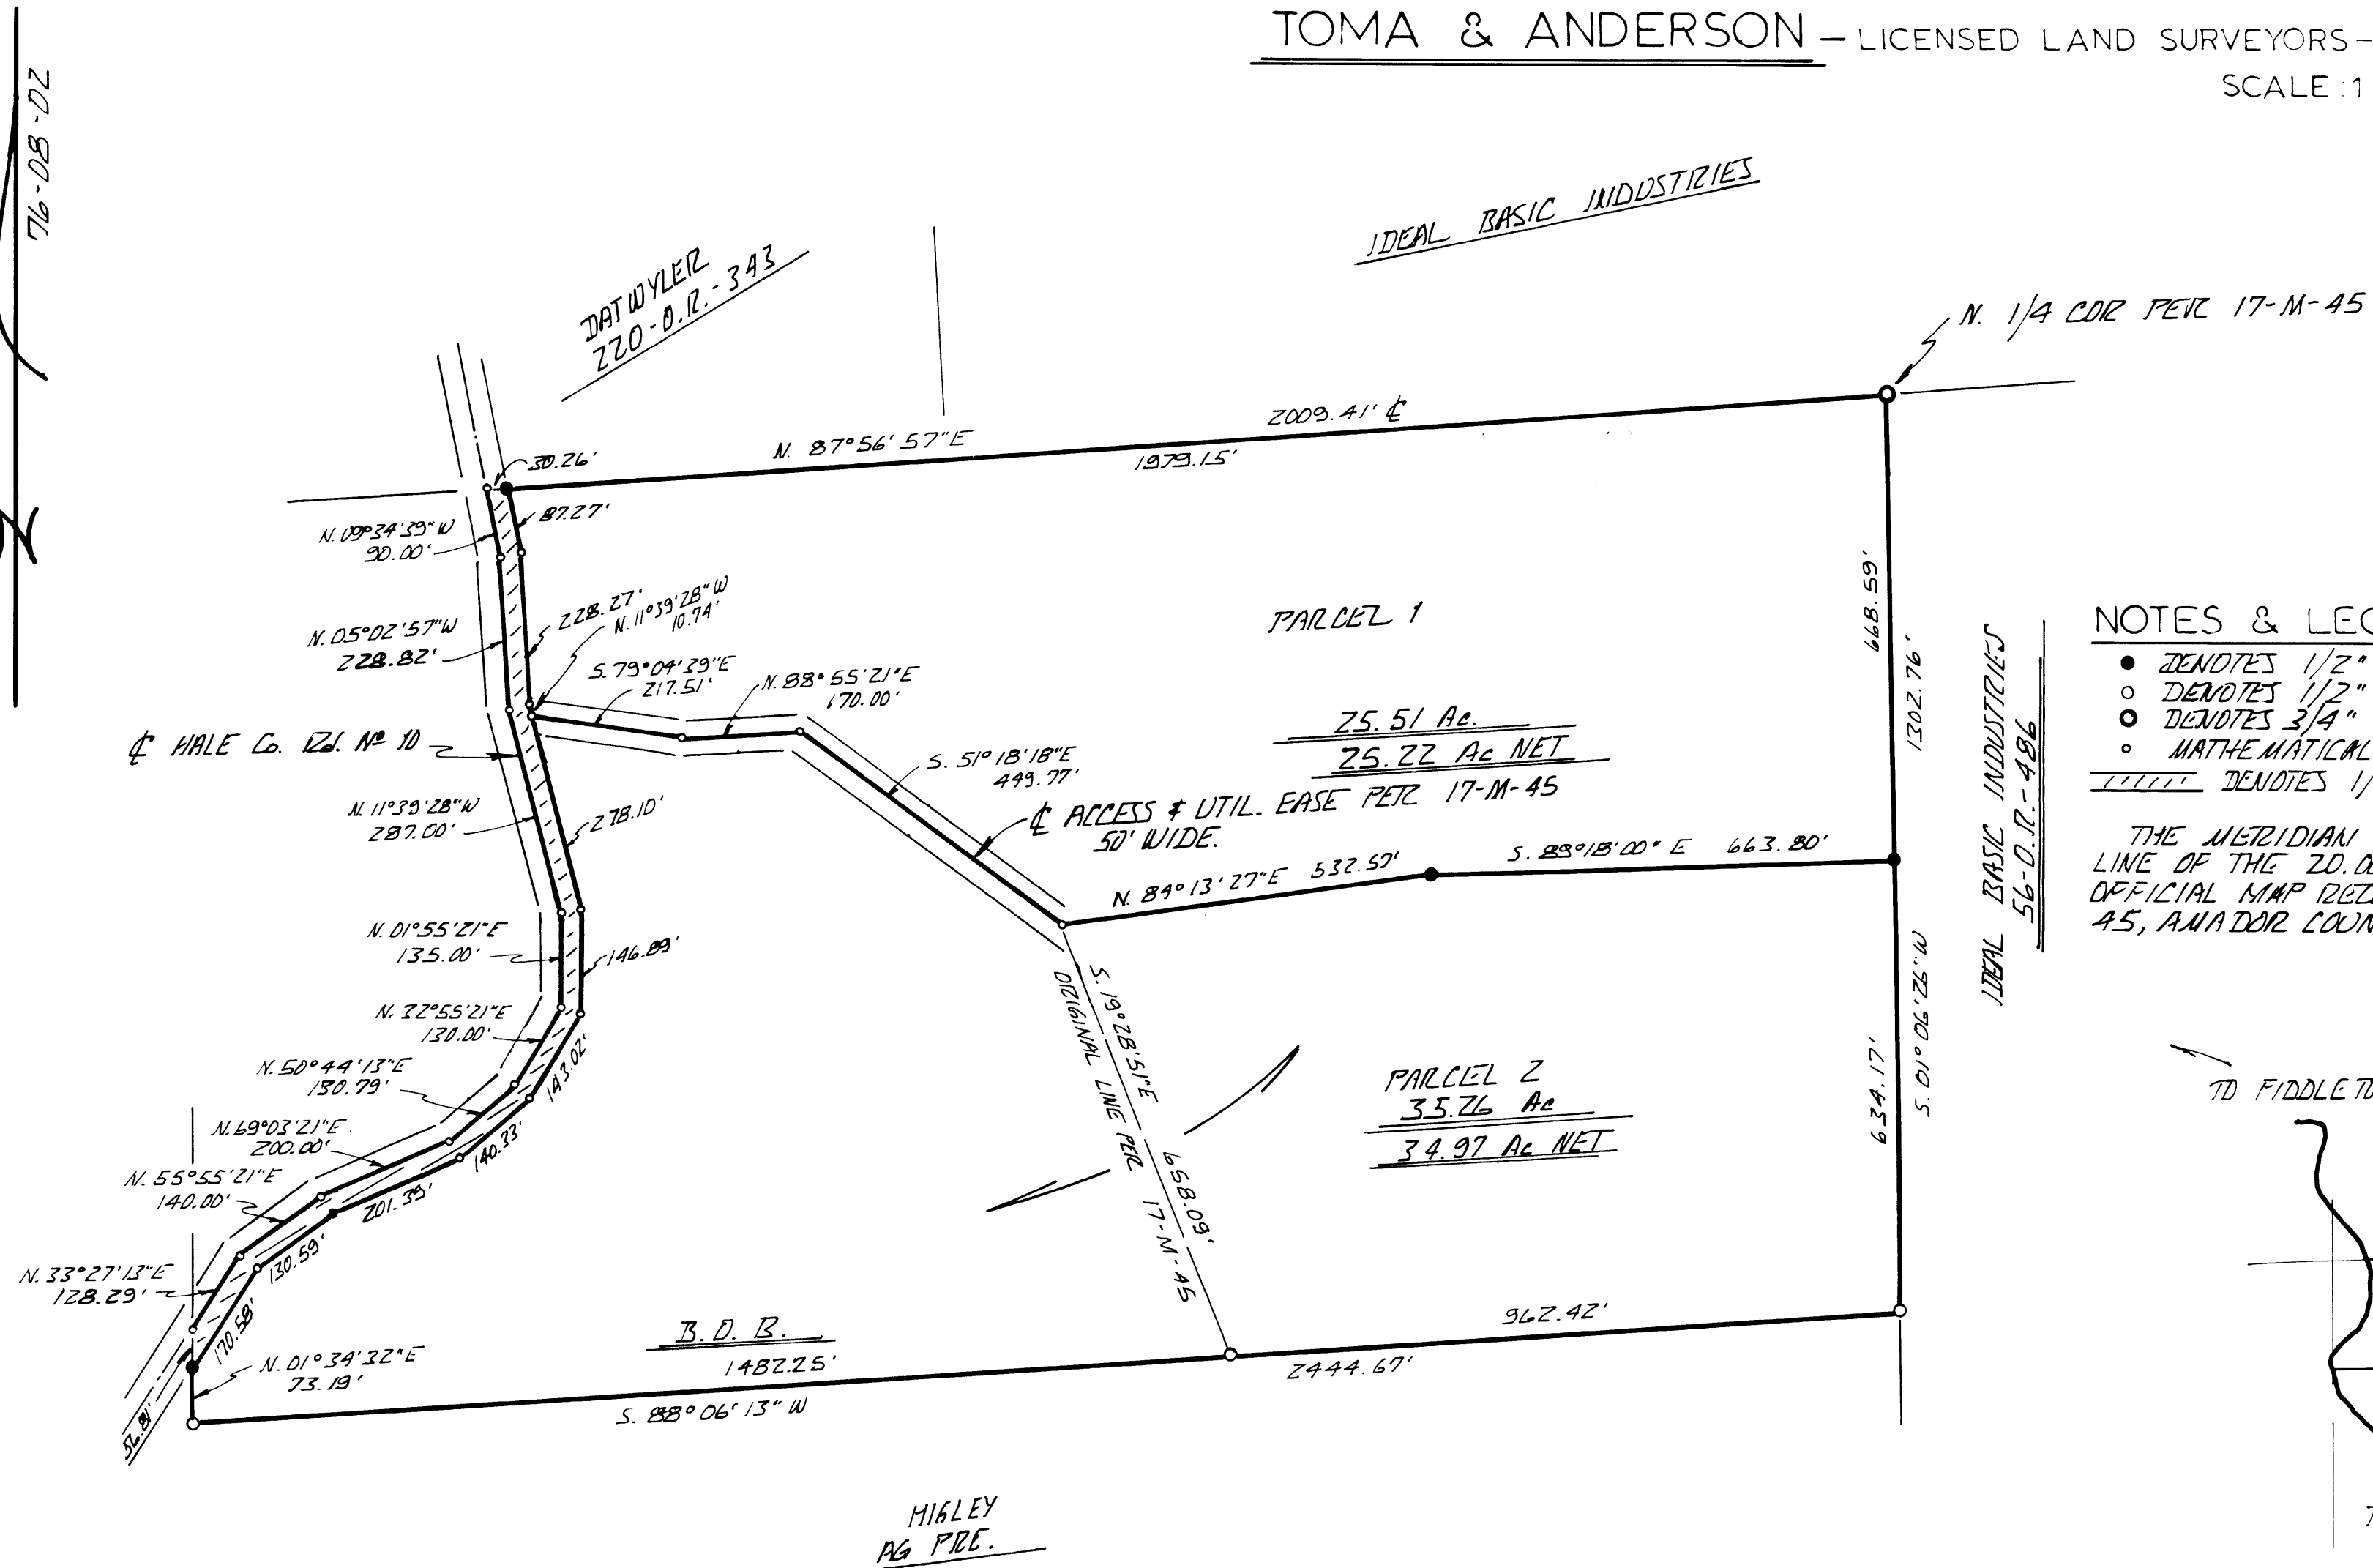 TOMA & ANDERSON – LICENSED LAND SURVEYORS –
SCALE : 1
76-08-02
IDEAL BASIC INDUSTRIES
DATWYLER
220-O.R.-343
N. 1/4 COR PER 17-M-45
2009.41' ℄
N. 87°56'57"E
1979.15'
30.26'
87.27'
N. 09°34'39"W
90.00'
228.27'
N. 11°39'28"W
10.74'
N. 05°02'57"W
228.82'
S. 79°04'39"E
217.51'
N. 88°55'21"E
170.00'
℄ HALE Co. Rd. Nº 10
PARCEL 1
25.51 Ac.
25.22 Ac NET
668.59'
1302.76'
S. 51°18'18"E
449.77'
℄ ACCESS & UTIL. EASE PER 17-M-45
50' WIDE.
N. 11°39'28"W
287.00'
278.10'
N. 84°13'27"E 532.57'
S. 89°18'00"E 663.80'
IDEAL BASIC INDUSTRIES
56-O.R.-486
NOTES & LEG
DENOTES 1/2"
DENOTES 1/2"
DENOTES 3/4"
MATHEMATICAL
DENOTES 1/
THE MERIDIAN
LINE OF THE 20.0
OFFICIAL MAP REC
45, AMADOR COUN
N. 01°55'21"E
135.00'
146.89'
N. 32°55'21"E
130.00'
143.02'
N. 50°44'13"E
130.79'
140.33'
N. 69°03'21"E
200.00'
201.39'
N. 55°55'21"E
140.00'
130.59'
N. 33°27'13"E
128.29'
170.58'
N. 01°34'32"E
73.19'
56.81'
S. 19°28'51"E 658.09'
ORIGINAL LINE PER 17-M-45
PARCEL 2
35.26 Ac
34.97 Ac NET
634.17'
S. 01°06'26"W
TO FIDDLETO
B.O.B.
1482.25'
962.42'
2444.67'
S. 88°06'13"W
HIGLEY
AG PRE.